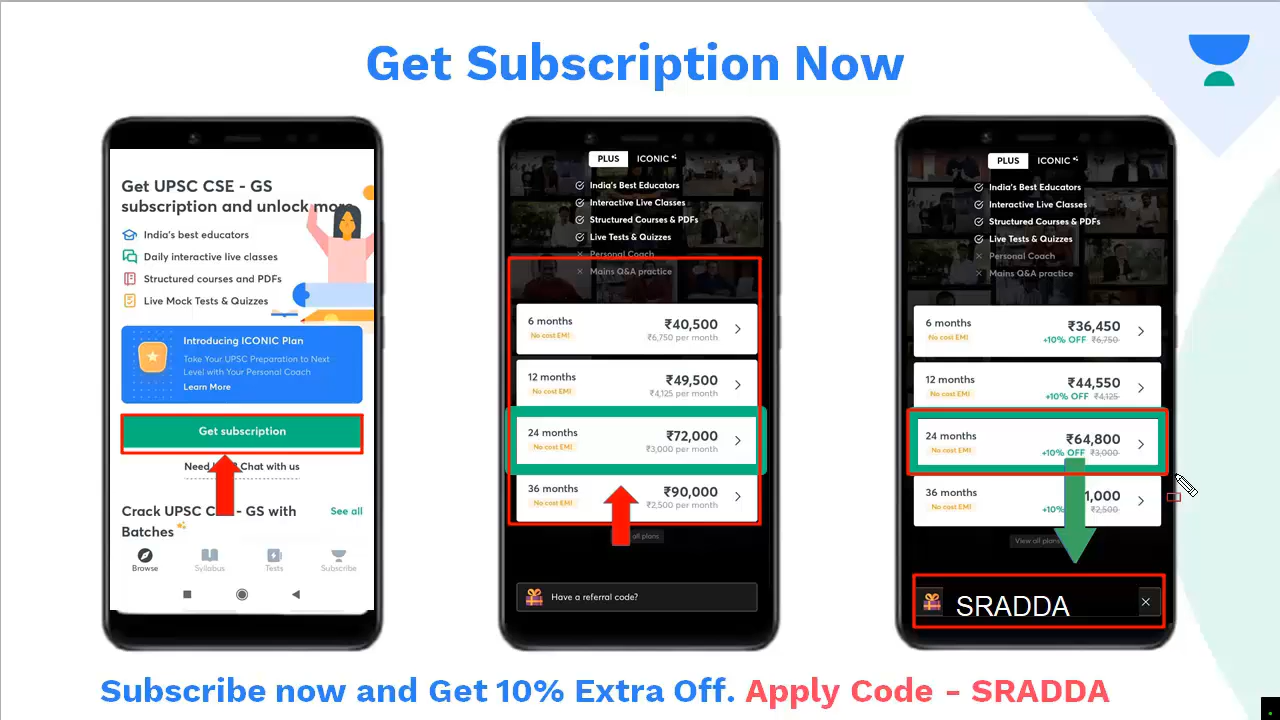 Get Subscription Now
Get UPSC CSE - GS
subscription and unlock more
India's best educators
Daily interactive live classes
Structured courses and PDFs
Live Mock Tests & Quizzes
Introducing ICONIC Plan
Take Your UPSC Preparation to Next
Level with Your Personal Coach
Learn More
Get subscription
Need Chat with us
Crack UPSC - GS with See all
Batches
Browse Syllabus Tests Subscribe
PLUS ICONIC
India's Best Educators
Interactive Live Classes
Structured Courses & PDFs
Live Tests & Quizzes
Personal Coach
Mains Q&A practice
6 months ₹40,500
No cost EMI ₹6,750 per month
12 months ₹49,500
No cost EMI ₹4,125 per month
24 months ₹72,000
No cost EMI ₹3,000 per month
36 months ₹90,000
No cost EMI ₹2,500 per month
all plans
Have a referral code?
PLUS ICONIC
India's Best Educators
Interactive Live Classes
Structured Courses & PDFs
Live Tests & Quizzes
Personal Coach
Mains Q&A practice
6 months ₹36,450
No cost EMI +10% OFF ₹6,750
12 months ₹44,550
No cost EMI +10% OFF ₹4,125
24 months ₹64,800
No cost EMI +10% OFF ₹3,000
36 months 1,000
No cost EMI +10% ₹2,500
View all plans
SRADDA
Subscribe now and Get 10% Extra Off. Apply Code - SRADDA